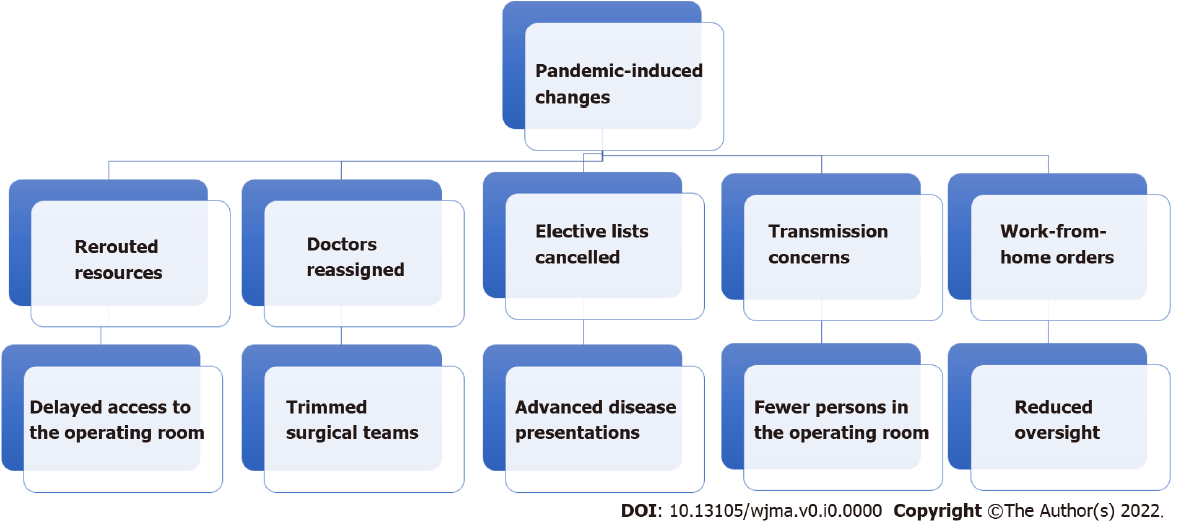 Pandemic-induced
changes
Rerouted
resources
Doctors
reassigned
Elective lists
cancelled
Transmission
concerns
Work-from-
home orders
Delayed access to
the operating room
Trimmed
surgical teams
Advanced disease
presentations
Fewer persons in
the operating room
Reduced
oversight
DOI: 10.13105/wjma.v0.i0.0000 Copyright ©The Author(s) 2022.